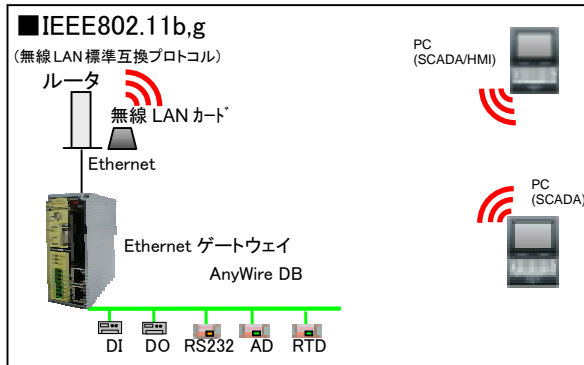 ■IEEE802.11b,g
(無線LAN標準互換プロトコル)
ルータ
無線 LAN カード
Ethernet
Ethernet ゲートウェイ
AnyWire DB
DI DO RS232 AD RTD
PC
(SCADA/HMI)
PC
(SCADA)